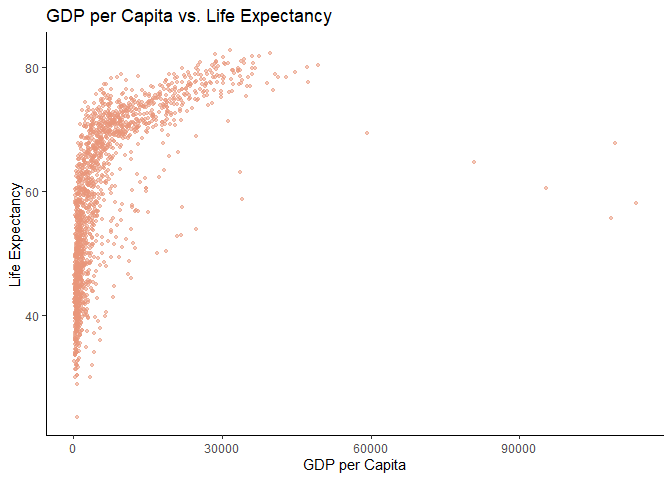 GDP per Capita vs. Life Expectancy
80
60
40
Life Expectancy
0 30000 60000 90000
GDP per Capita